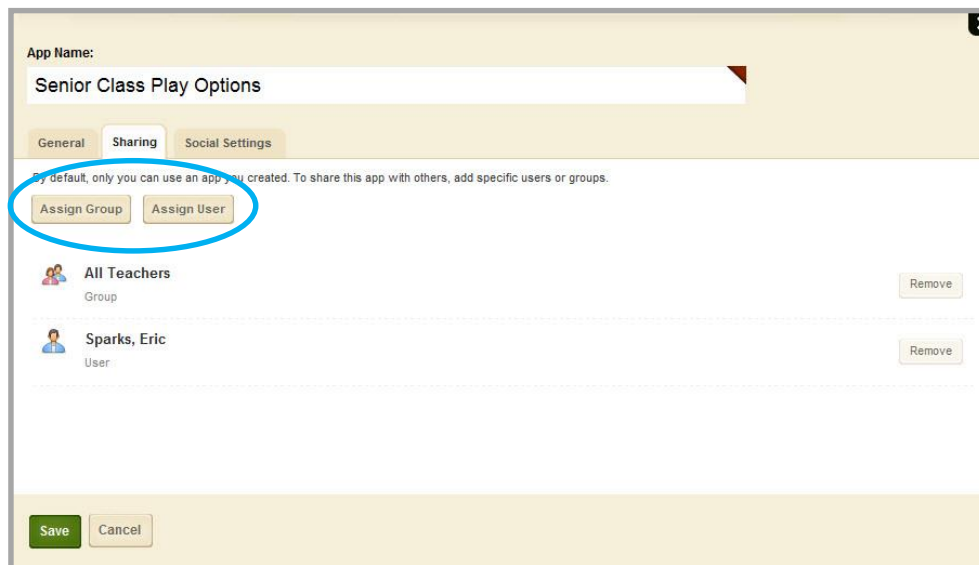 App Name:
Senior Class Play Options
General Sharing Social Settings
By default, only you can use an app you created. To share this app with others, add specific users or groups.
Assign Group Assign User
All Teachers
Group
Remove
Sparks, Eric
User
Remove
Save Cancel